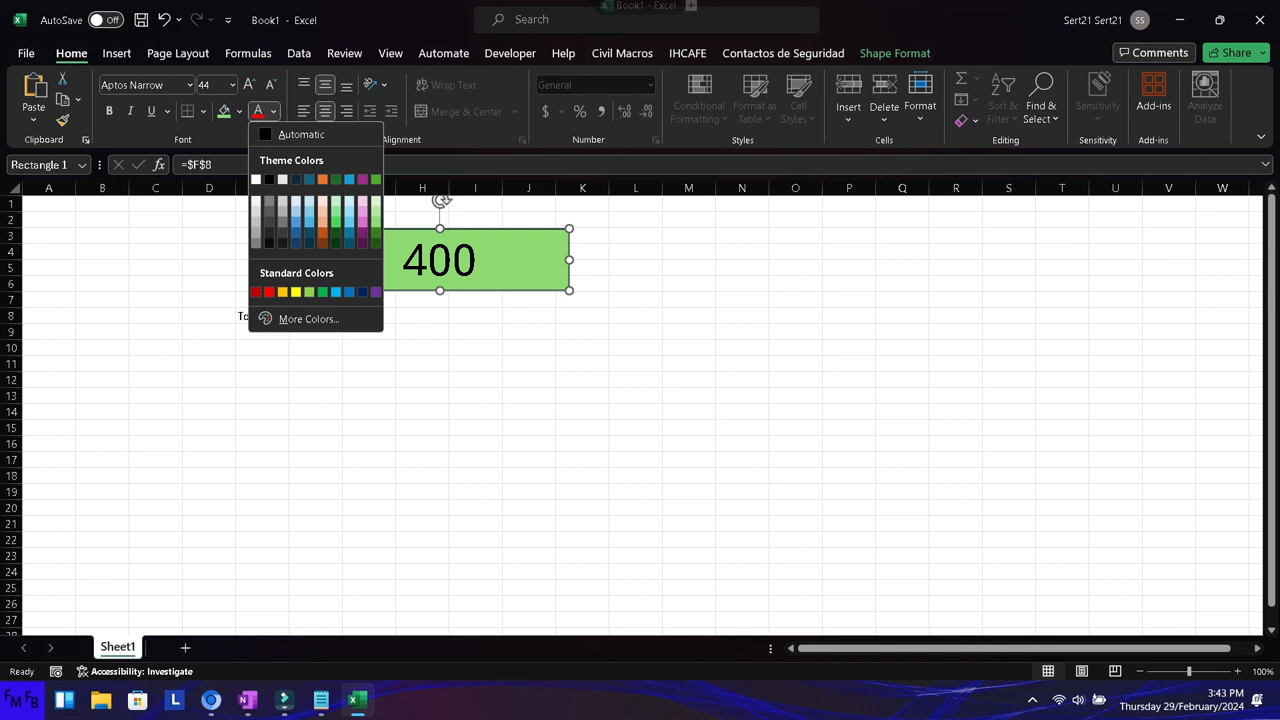 Book1 - Excel
AutoSave Off Book1 - Excel Search Sert21 Sert21 SS
File Home Insert Page Layout Formulas Data Review View Automate Developer Help Civil Macros IHCAFE Contactos de Seguridad Shape Format Comments Share
Paste Aptos Narrow 44 Wrap Text General Conditional Formatting Format as Table Cell Styles Insert Delete Format Sort & Filter Find & Select Sensitivity Add-ins Analyze Data
B I U A Merge & Center $ %
Clipboard Font Alignment Number Styles Cells Editing Sensitivity Add-ins
Rectangle 1 fx =$F$8
Automatic
Theme Colors
Standard Colors
More Colors...
A B C D H I J K L M N O P Q R S T U V W
1
2
3
4 400
5
6
7
8
9
10
11
12
13
14
15
16
17
18
19
20
21
22
23
24
25
26
27
28
Sheet1
Ready Accessibility: Investigate 100%
FM FB L N 3:43 PM
Thursday 29/February/2024